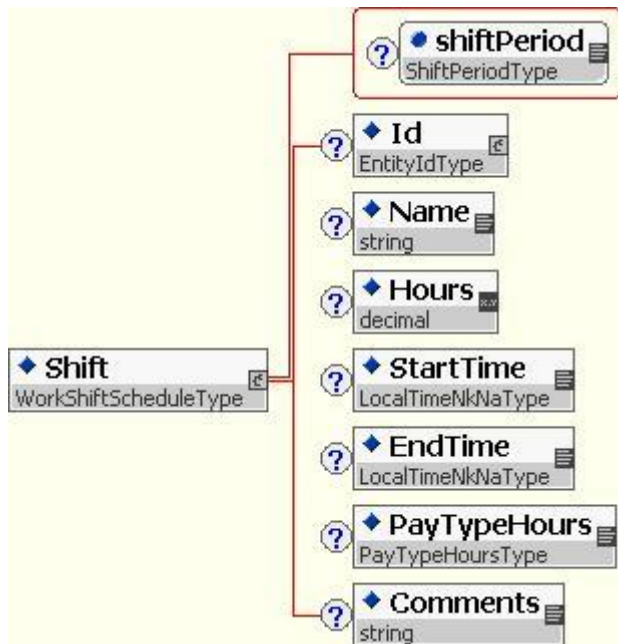 ? shiftPeriod
ShiftPeriodType
? Id
EntityIdType
? Name
string
? Hours
x.y
decimal
Shift
WorkShiftScheduleType
? StartTime
LocalTimeNkNaType
? EndTime
LocalTimeNkNaType
? PayTypeHours
PayTypeHoursType
? Comments
string